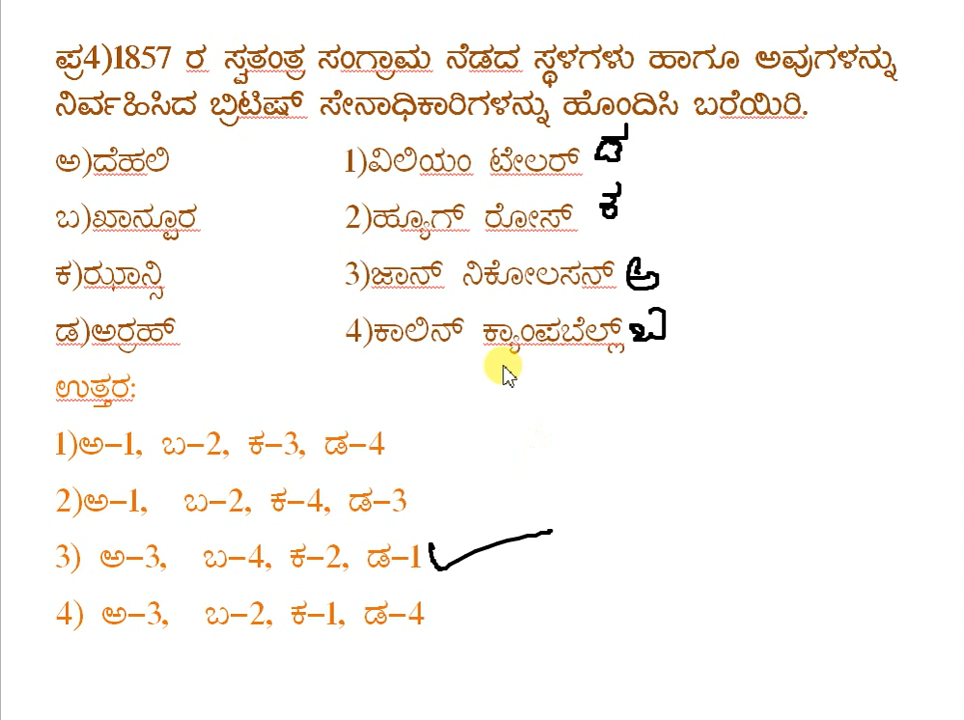 ಪ್ರ4)1857 ರ ಸ್ವತಂತ್ರ ಸಂಗ್ರಾಮ ನೆಡದ ಸ್ಥಳಗಳು ಹಾಗೂ ಅವುಗಳನ್ನು
ನಿರ್ವಹಿಸಿದ ಬ್ರಿಟಿಷ್ ಸೇನಾಧಿಕಾರಿಗಳನ್ನು ಹೊಂದಿಸಿ ಬರೆಯಿರಿ.
ಅ)ದೆಹಲಿ 1)ವಿಲಿಯಂ ಟೇಲರ್ ಡ
ಬ)ಖಾನ್ಪೂರ 2)ಹ್ಯೂಗ್ ರೋಸ್ ಕ
ಕ)ಝಾನ್ಸಿ 3)ಜಾನ್ ನಿಕೋಲಸನ್ ಅ
ಡ)ಅರ್ರಹ್ 4)ಕಾಲಿನ್ ಕ್ಯಾಂಪಬೆಲ್ಲ್ ಬ
ಉತ್ತರ:
1)ಅ-1, ಬ-2, ಕ-3, ಡ-4
2)ಅ-1, ಬ-2, ಕ-4, ಡ-3
3) ಅ-3, ಬ-4, ಕ-2, ಡ-1
4) ಅ-3, ಬ-2, ಕ-1, ಡ-4